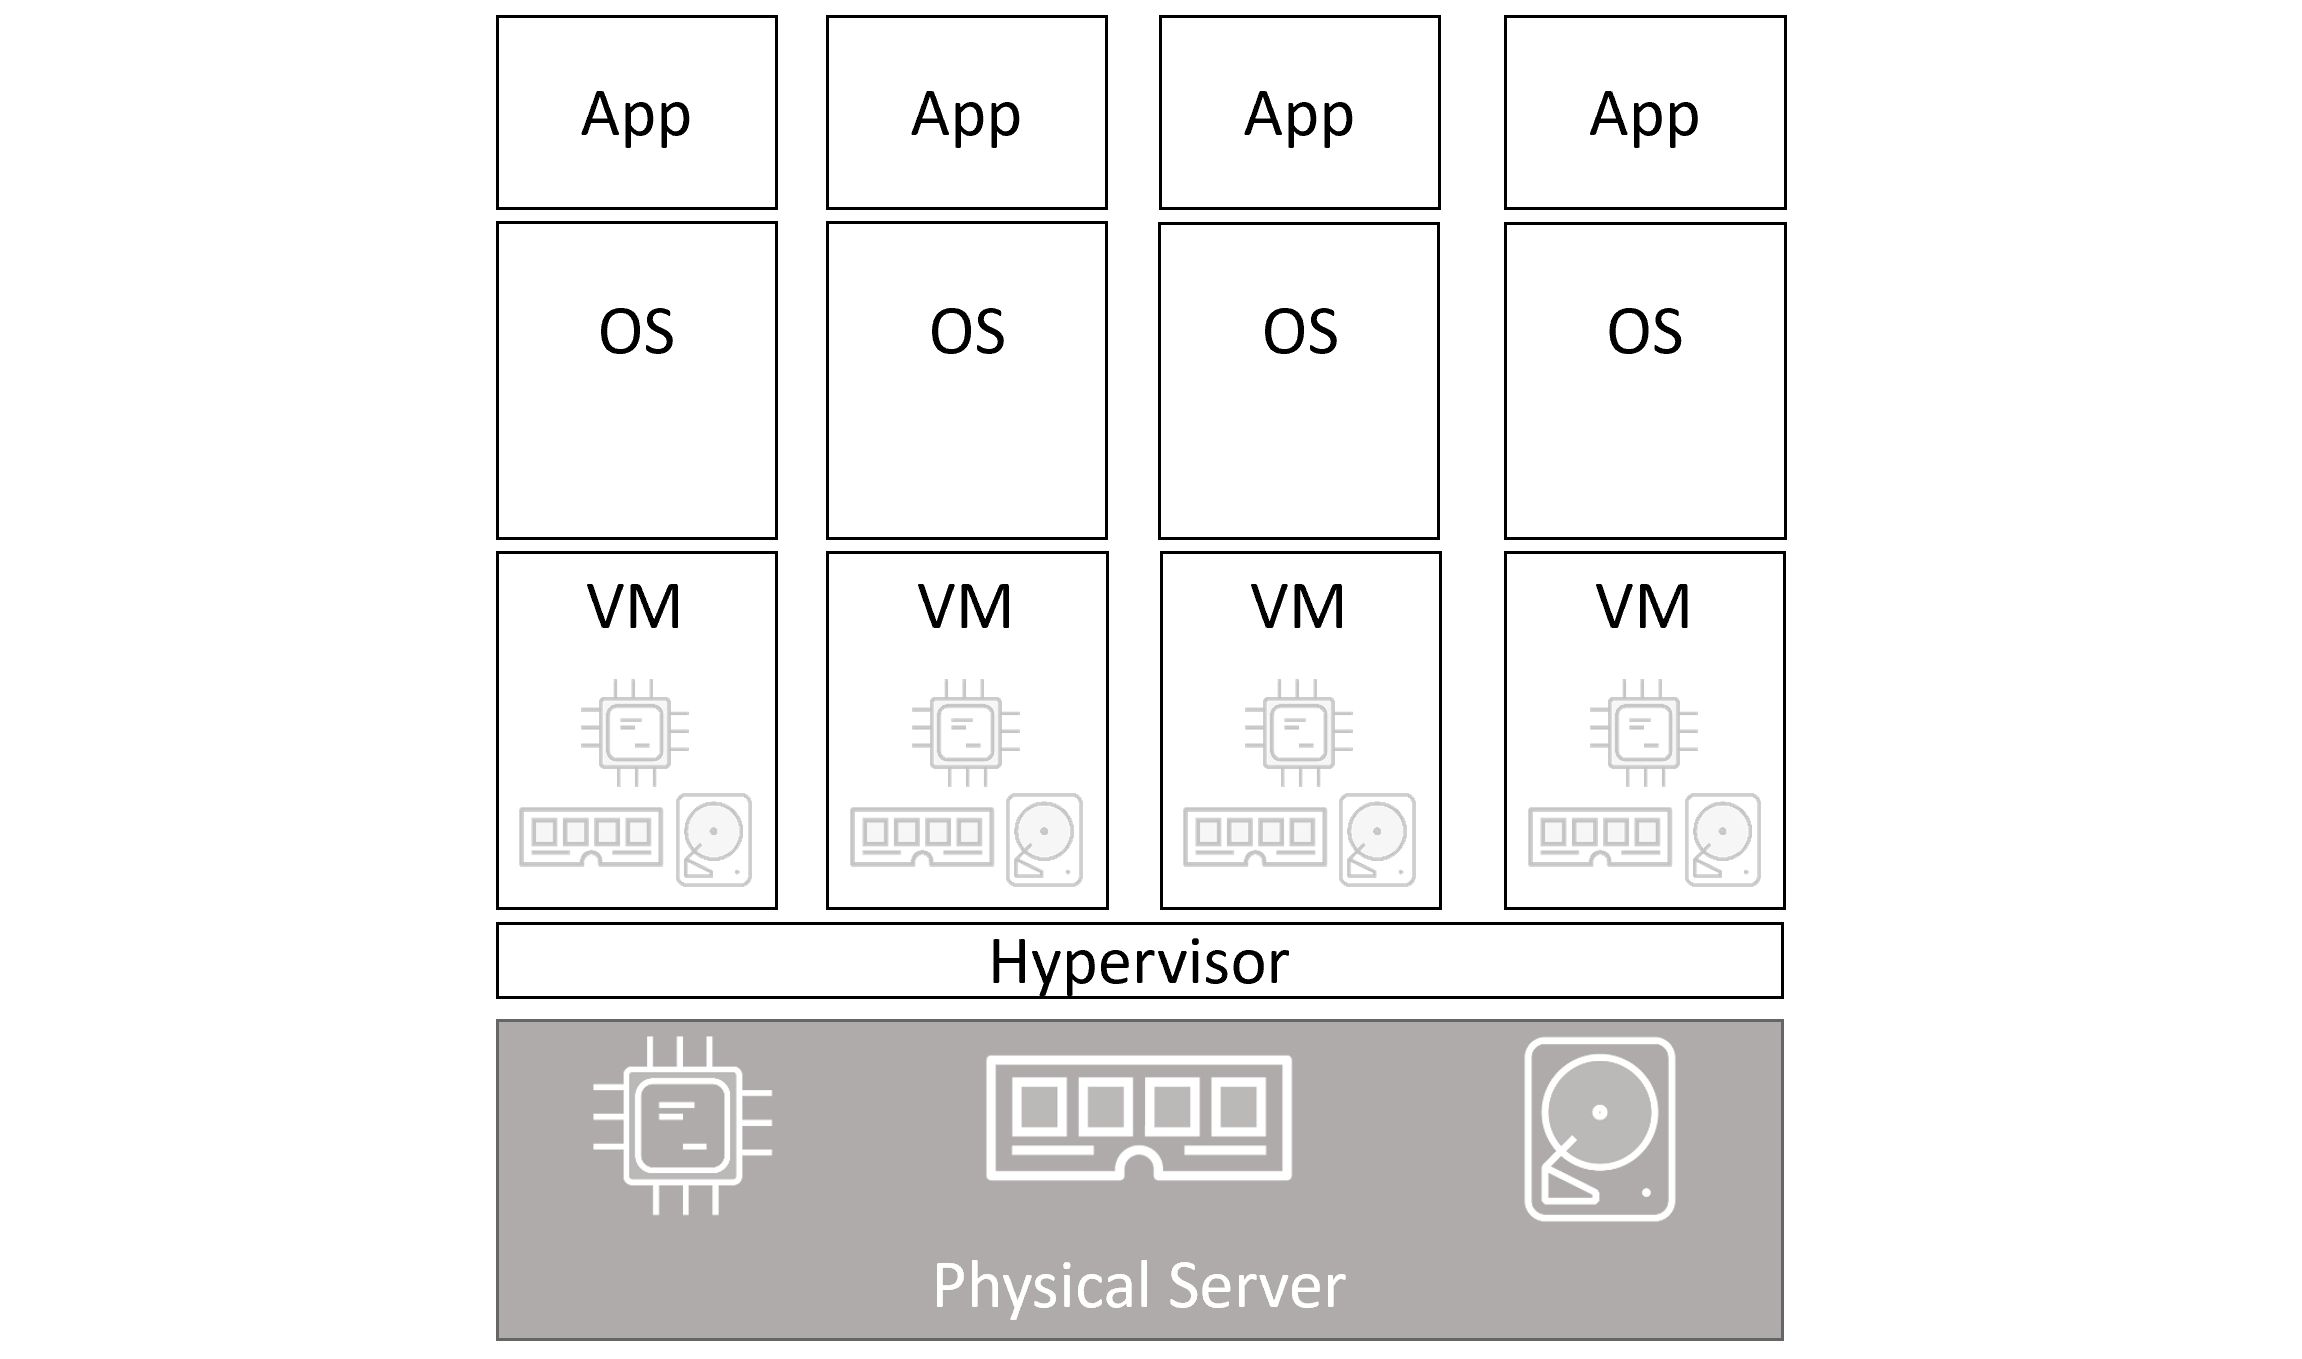 App App App App
OS OS OS OS
VM VM VM VM
Hypervisor
Physical Server